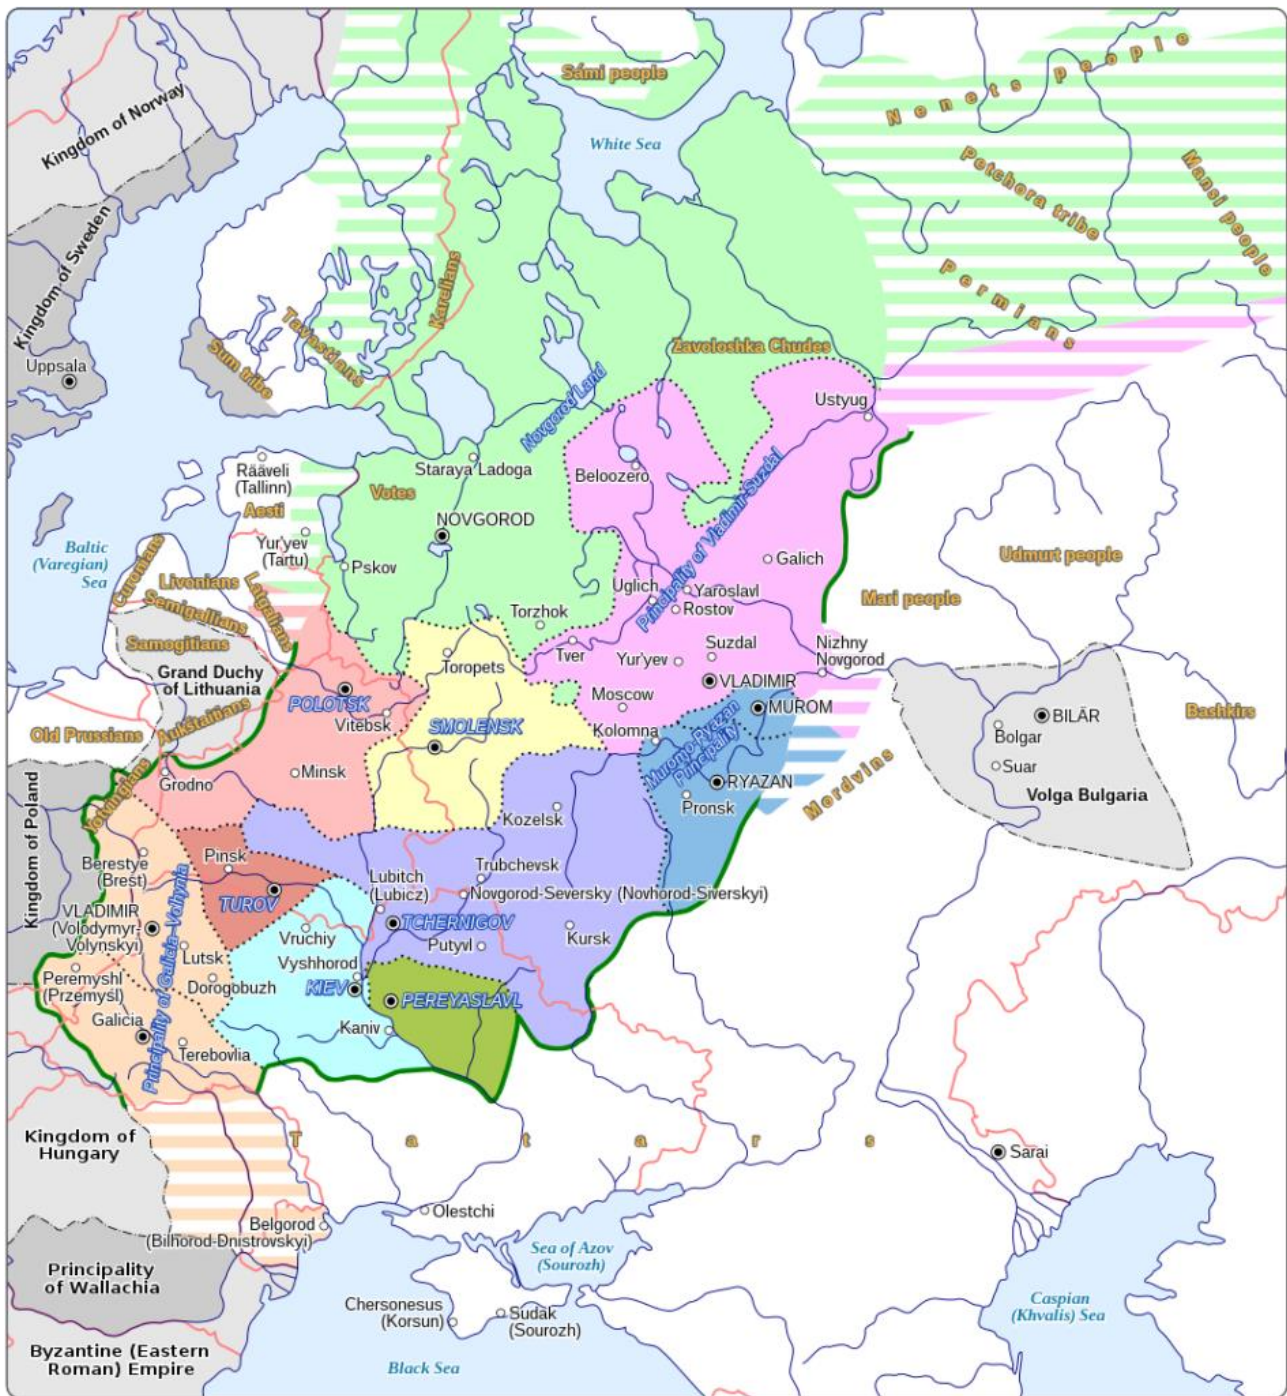 Sámi people
Nenets people
White Sea
Kingdom of Norway
Petchora tribe
Mansi people
Kingdom of Sweden
Karelians
Permians
Tavastians
Sum tribe
Zavoloshka Chudes
Uppsala
Novgorod Land
Ustyug
Rääveli
(Tallinn)
Staraya Ladoga
Beloozero
Votes
Aesti
NOVGOROD
Principality of Vladimir-Suzdal
Baltic
(Varegian)
Sea
Yur'yev
(Tartu)
Pskov
Galich
Udmurt people
Curonians
Livonians
Semigallians
Latgalians
Uglich
Yaroslavl
Rostov
Mari people
Torzhok
Samogitians
Tver
Suzdal
Yur'yev
Nizhny
Novgorod
Grand Duchy
of Lithuania
Toropets
VLADIMIR
POLOTSK
Moscow
MUROM
Vitebsk
SMOLENSK
Kolomna
Muromo-Ryazan
Principality
Old Prussians
Aukštaitians
BILÄR
Bolgar
Bashkirs
Suar
Volga Bulgaria
Yotvingians
Grodno
Minsk
RYAZAN
Pronsk
Mordvins
Kingdom of Poland
Kozelsk
Berestye
(Brest)
Pinsk
Lubitch
(Lubicz)
Trubchevsk
Novgorod-Seversky (Novhorod-Siverskyi)
TUROV
VLADIMIR
(Volodymyr-
Volynskyi)
TCHERNIGOV
Principality of Galicia-Volhynia
Vruchiy
Putyvl
Kursk
Lutsk
Vyshhorod
Peremyshl
(Przemyśl)
Dorogobuzh
KIEV
PEREYASLAVL
Galicia
Kaniv
Terebovlia
Kingdom of
Hungary
Tatars
Sarai
Olestchi
Belgorod
(Bilhorod-Dnistrovskyi)
Sea of Azov
(Sourozh)
Principality
of Wallachia
Chersonesus
(Korsun)
Sudak
(Sourozh)
Caspian
(Khvalis) Sea
Byzantine (Eastern
Roman) Empire
Black Sea